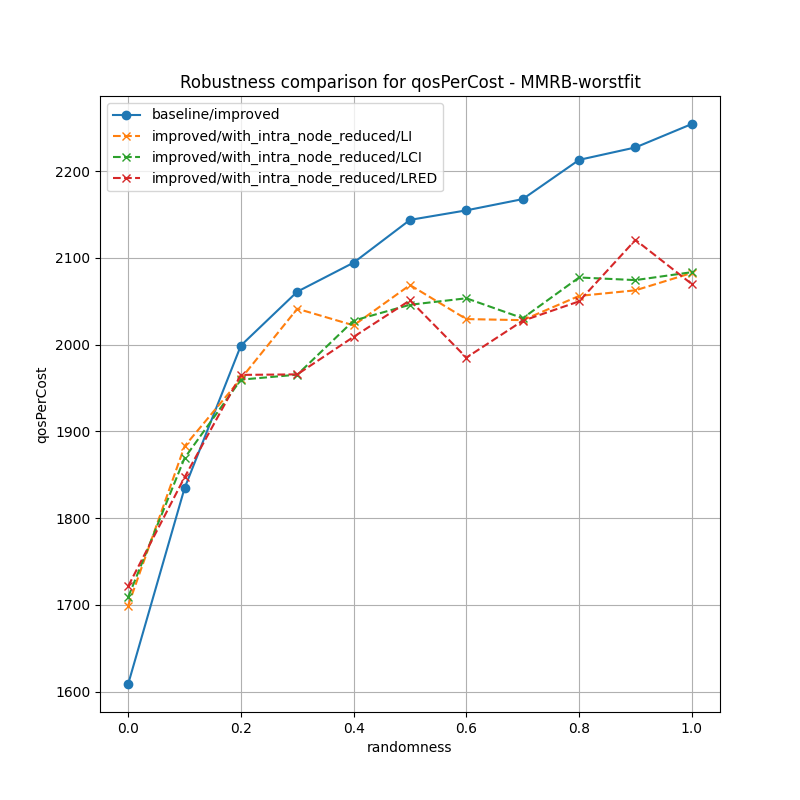 Robustness comparison for qosPerCost - MMRB-worstfit
baseline/improved
improved/with_intra_node_reduced/LI
improved/with_intra_node_reduced/LCI
improved/with_intra_node_reduced/LRED
qosPerCost
2200
2100
2000
1900
1800
1700
1600
0.0 0.2 0.4 0.6 0.8 1.0
randomness